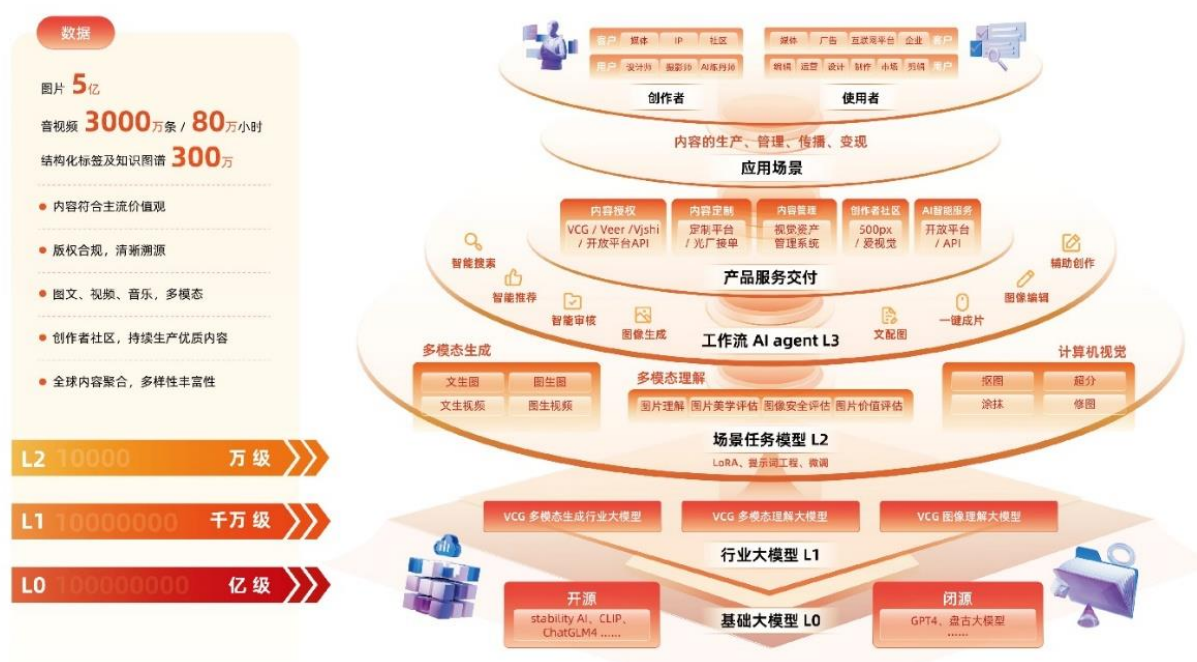 数据
图片 5亿
音视频 3000万条 / 80万小时
结构化标签及知识图谱 300万
内容符合主流价值观
版权合规，清晰溯源
图文、视频、音乐，多模态
创作者社区，持续生产优质内容
全球内容聚合，多样性丰富性
L2 10000 万级
L1 10000000 千万级
L0 100000000 亿级
客户 媒体 IP 社区
用户 设计师 摄影师 AI练丹师
创作者
媒体 广告 互联网平台 企业 客户
编辑 运营 设计 制作 市场 剪辑 用户
使用者
内容的生产、管理、传播、变现
应用场景
内容授权
VCG / Veer /Vjshi
/ 开放平台API
内容定制
定制平台
/ 光厂接单
内容管理
视觉资产
管理系统
创作者社区
500px
/ 爱视觉
AI智能服务
开放平台
/ API
产品服务交付
智能搜索
智能推荐
智能审核
图像生成
文配图
一键成片
图像编辑
辅助创作
工作流 AI agent L3
多模态生成
文生图 图生图
文生视频 图生视频
多模态理解
图片理解 图片美学评估 图像安全评估 图片价值评估
计算机视觉
抠图 超分
涂抹 修图
场景任务模型 L2
LoRA、提示词工程、微调
VCG 多模态生成行业大模型
VCG 多模态理解大模型
VCG 图像理解大模型
行业大模型 L1
开源
stability AI、CLIP、
ChatGLM4 ......
闭源
GPT4、盘古大模型
......
基础大模型 L0